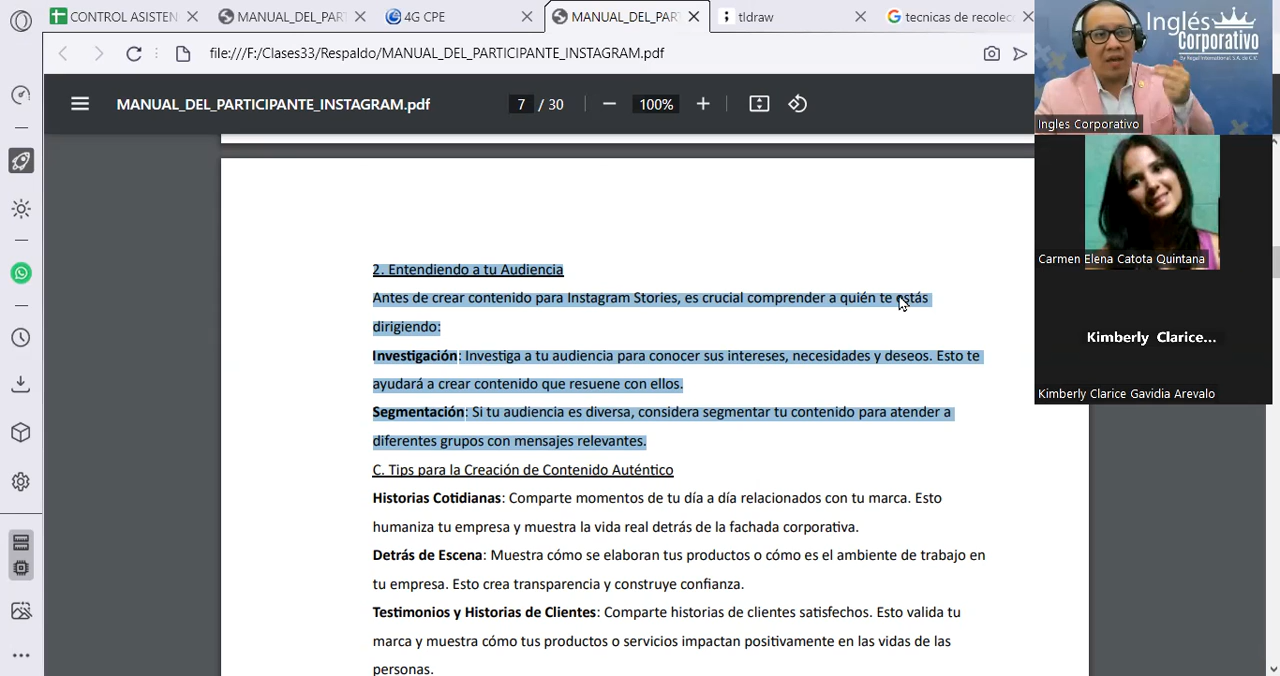 CONTROL ASISTEN
MANUAL_DEL_PART
4G CPE
MANUAL_DEL_PAR
tldraw
tecnicas de recolec
file:///F:/Clases33/Respaldo/MANUAL_DEL_PARTICIPANTE_INSTAGRAM.pdf
MANUAL_DEL_PARTICIPANTE_INSTAGRAM.pdf
7 / 30
100%
Inglés
Corporativo
By Regal International, S.A. de C.V.
Ingles Corporativo
Carmen Elena Catota Quintana
Kimberly Clarice...
Kimberly Clarice Gavidia Arevalo
2. Entendiendo a tu Audiencia
Antes de crear contenido para Instagram Stories, es crucial comprender a quién te estás
dirigiendo:
Investigación: Investiga a tu audiencia para conocer sus intereses, necesidades y deseos. Esto te
ayudará a crear contenido que resuene con ellos.
Segmentación: Si tu audiencia es diversa, considera segmentar tu contenido para atender a
diferentes grupos con mensajes relevantes.
C. Tips para la Creación de Contenido Auténtico
Historias Cotidianas: Comparte momentos de tu día a día relacionados con tu marca. Esto
humaniza tu empresa y muestra la vida real detrás de la fachada corporativa.
Detrás de Escena: Muestra cómo se elaboran tus productos o cómo es el ambiente de trabajo en
tu empresa. Esto crea transparencia y construye confianza.
Testimonios y Historias de Clientes: Comparte historias de clientes satisfechos. Esto valida tu
marca y muestra cómo tus productos o servicios impactan positivamente en las vidas de las
personas.